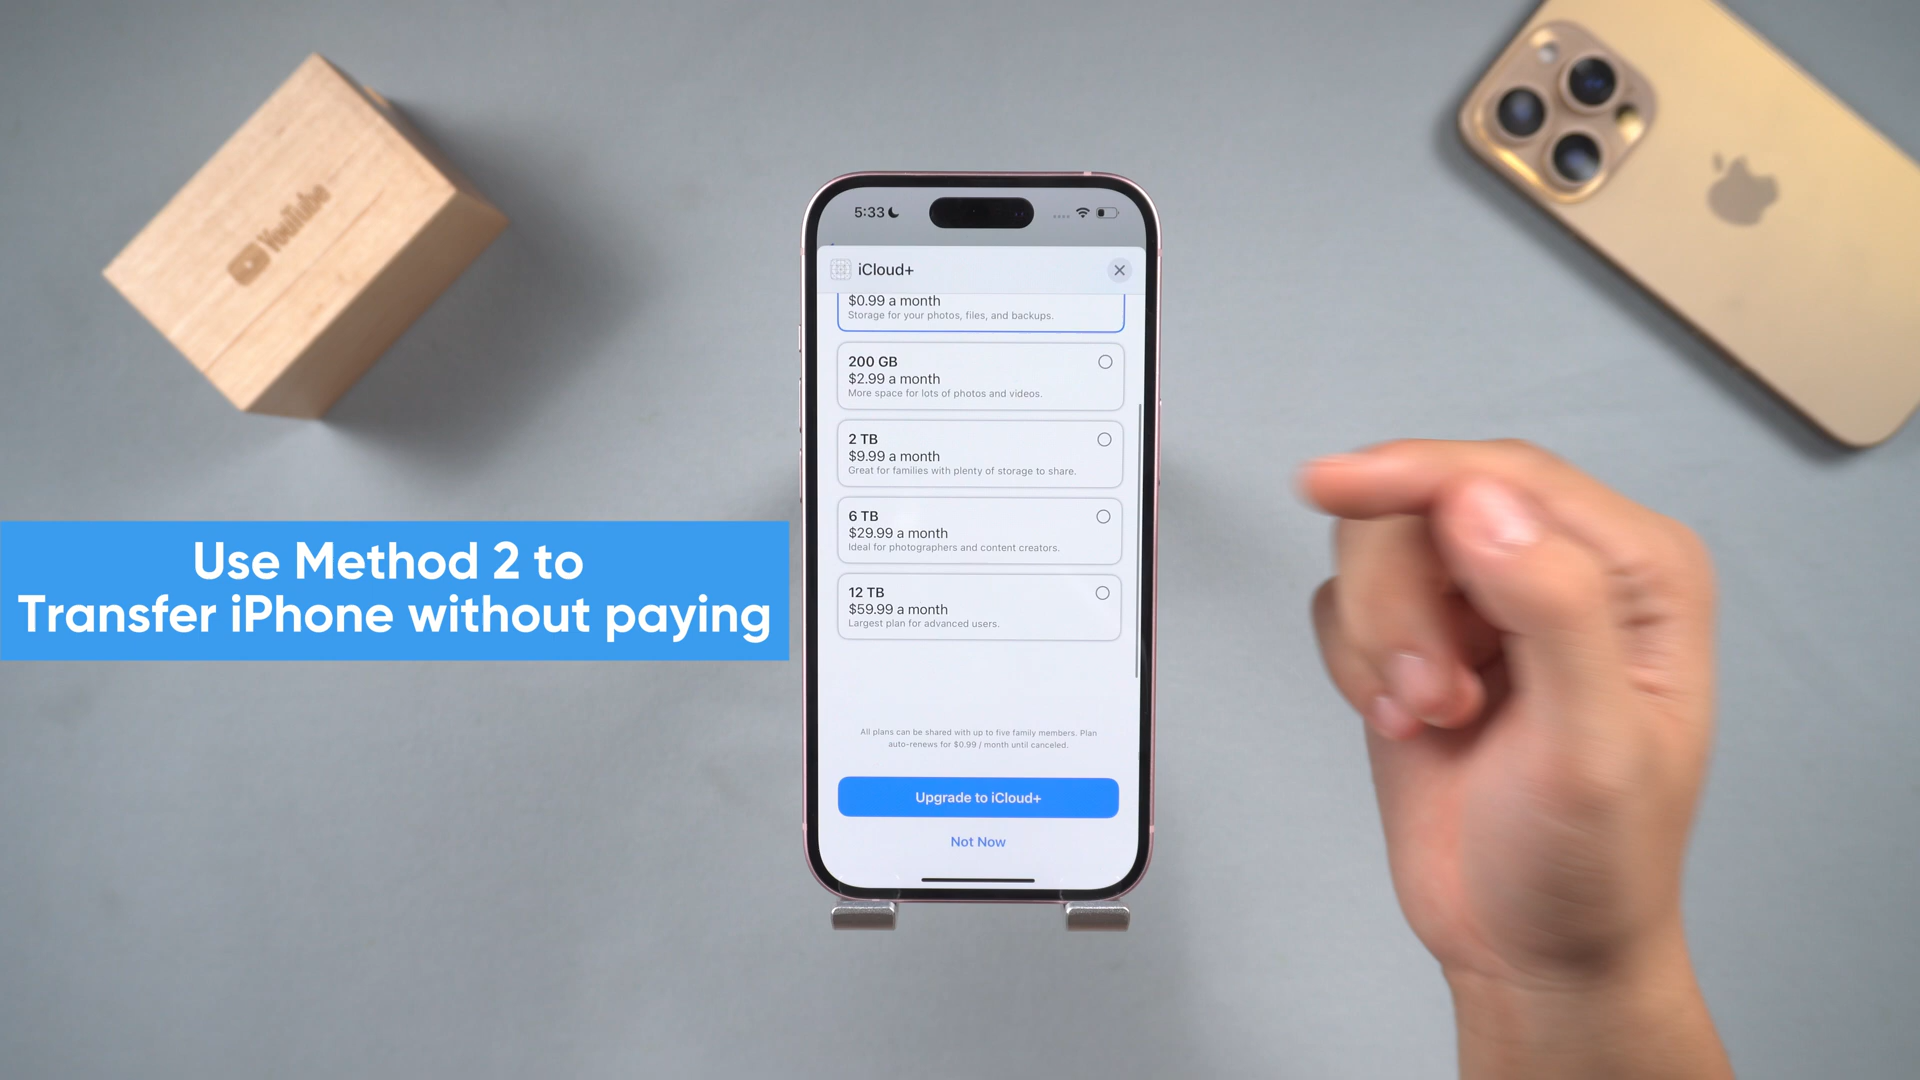 YouTube
5:33
iCloud+
$0.99 a month
Storage for your photos, files, and backups.
200 GB
$2.99 a month
More space for lots of photos and videos.
2 TB
$9.99 a month
Great for families with plenty of storage to share.
6 TB
$29.99 a month
Ideal for photographers and content creators.
12 TB
$59.99 a month
Largest plan for advanced users.
All plans can be shared with up to five family members. Plan
auto-renews for $0.99 / month until canceled.
Upgrade to iCloud+
Not Now
Use Method 2 to
Transfer iPhone without paying